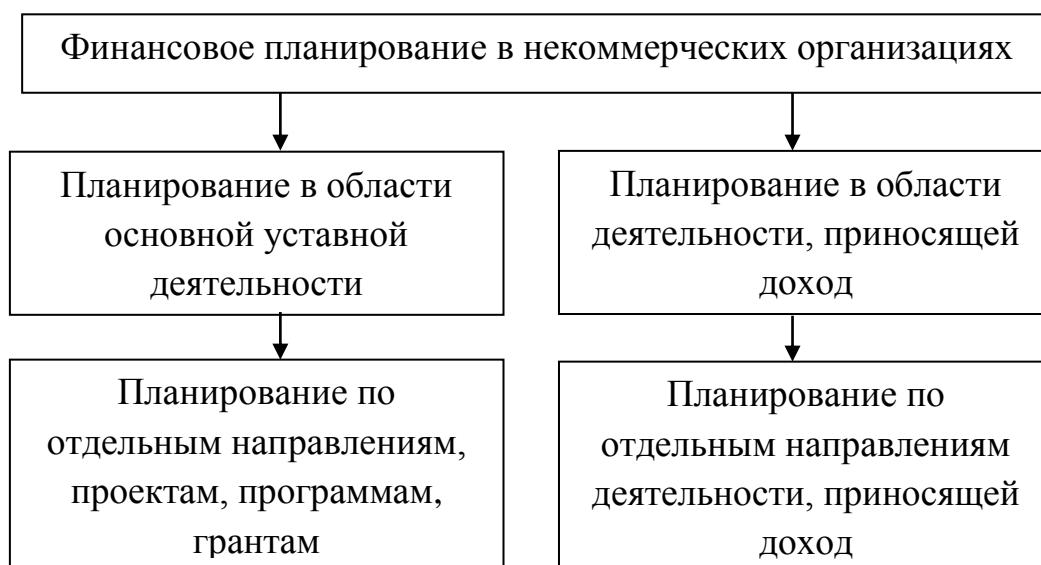 Финансовое планирование в некоммерческих организациях
Планирование в области
основной уставной
деятельности
Планирование в области
деятельности, приносящей
доход
Планирование по
отдельным направлениям,
проектам, программам,
грантам
Планирование по
отдельным направлениям
деятельности, приносящей
доход